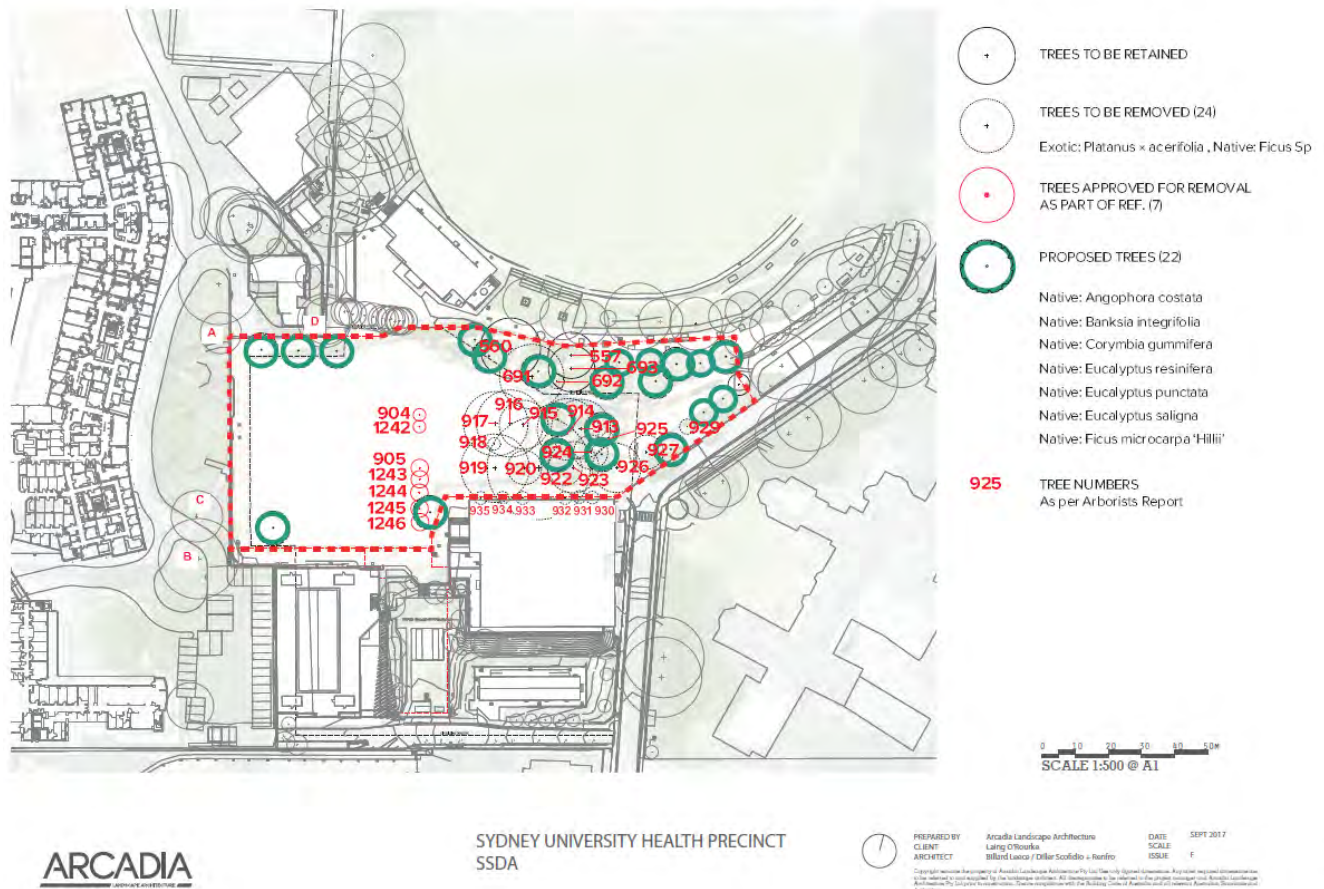 TREES TO BE RETAINED
TREES TO BE REMOVED (24)
Exotic: Platanus × acerifolia , Native: Ficus Sp
TREES APPROVED FOR REMOVAL
AS PART OF REF. (7)
PROPOSED TREES (22)
Native: Angophora costata
Native: Banksia integrifolia
Native: Corymbia gummifera
Native: Eucalyptus resinifera
Native: Eucalyptus punctata
Native: Eucalyptus saligna
Native: Ficus microcarpa 'Hillii'
925 TREE NUMBERS
As per Arborists Report
A
D
C
B
557
693
691
692
916
915
914
917
913
925
918
929
904
1242
924
927
905
919
920
926
1243
922
923
1244
1245
1246
935
934
933
932
931
930
0 10 20 30 40 50M
SCALE 1:500 @ A1
ARCADIA
SYDNEY UNIVERSITY HEALTH PRECINCT
SSDA
PREPARED BY Arcadia Landscape Architecture
CLIENT Laing O'Rourke
ARCHITECT Billard Leece / Diller Scofidio + Renfro
DATE SEPT 2017
SCALE
ISSUE F